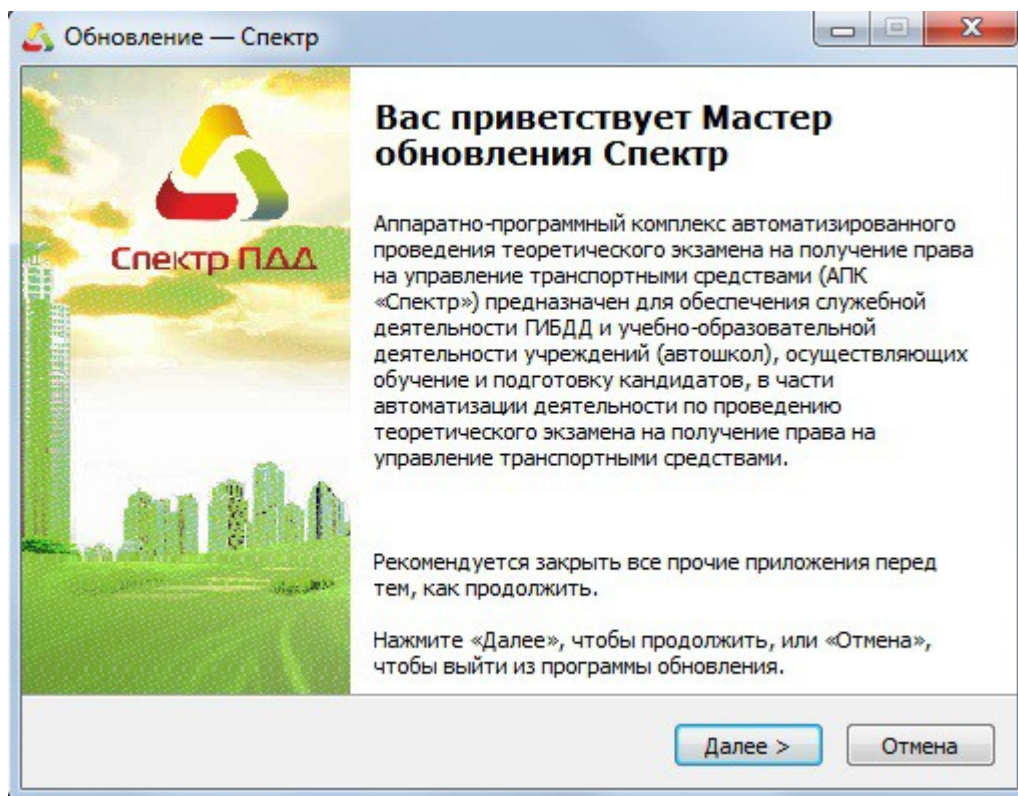 Обновление — Спектр
Спектр ПДД
Вас приветствует Мастер
обновления Спектр
Аппаратно-программный комплекс автоматизированного
проведения теоретического экзамена на получение права
на управление транспортными средствами (АПК
«Спектр») предназначен для обеспечения служебной
деятельности ГИБДД и учебно-образовательной
деятельности учреждений (автошкол), осуществляющих
обучение и подготовку кандидатов, в части
автоматизации деятельности по проведению
теоретического экзамена на получение права на
управление транспортными средствами.
Рекомендуется закрыть все прочие приложения перед
тем, как продолжить.
Нажмите «Далее», чтобы продолжить, или «Отмена»,
чтобы выйти из программы обновления.
Далее >
Отмена